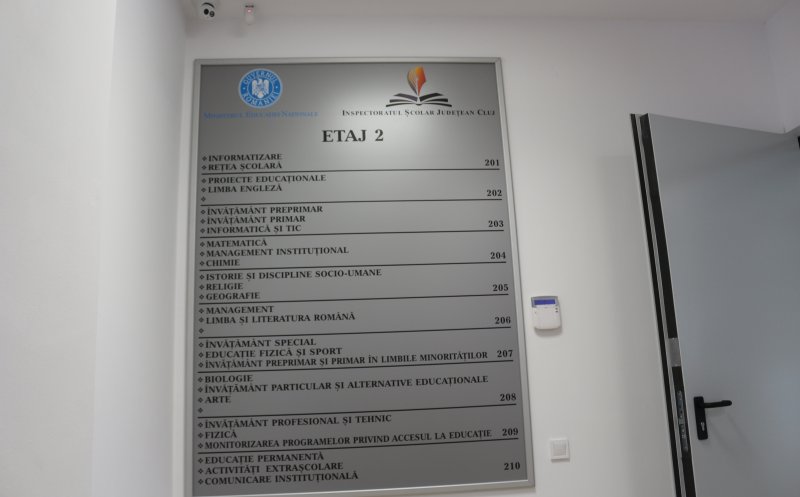 GUVERNUL ROMÂNIEI
MINISTERUL EDUCAȚIEI NAȚIONALE
INSPECTORATUL ȘCOLAR JUDEȚEAN CLUJ
ETAJ 2
❖ INFORMATIZARE
❖ REȚEA ȘCOLARĂ 201
❖ PROIECTE EDUCAȚIONALE
❖ LIMBA ENGLEZĂ
❖ 202
❖ ÎNVĂȚĂMÂNT PREPRIMAR
❖ ÎNVĂȚĂMÂNT PRIMAR
❖ INFORMATICĂ ȘI TIC 203
❖ MATEMATICĂ
❖ MANAGEMENT INSTITUȚIONAL
❖ CHIMIE 204
❖ ISTORIE ȘI DISCIPLINE SOCIO-UMANE
❖ RELIGIE
❖ GEOGRAFIE 205
❖ MANAGEMENT
❖ LIMBA ȘI LITERATURA ROMÂNĂ
❖ 206
❖ ÎNVĂȚĂMÂNT SPECIAL
❖ EDUCAȚIE FIZICĂ ȘI SPORT
❖ ÎNVĂȚĂMÂNT PREPRIMAR ȘI PRIMAR ÎN LIMBILE MINORITĂȚILOR 207
❖ BIOLOGIE
❖ ÎNVĂȚĂMÂNT PARTICULAR ȘI ALTERNATIVE EDUCAȚIONALE
❖ ARTE
❖ 208
❖ ÎNVĂȚĂMÂNT PROFESIONAL ȘI TEHNIC
❖ FIZICĂ
❖ MONITORIZAREA PROGRAMELOR PRIVIND ACCESUL LA EDUCAȚIE 209
❖ EDUCAȚIE PERMANENTĂ
❖ ACTIVITĂȚI EXTRAȘCOLARE
❖ COMUNICARE INSTITUȚIONALĂ 210